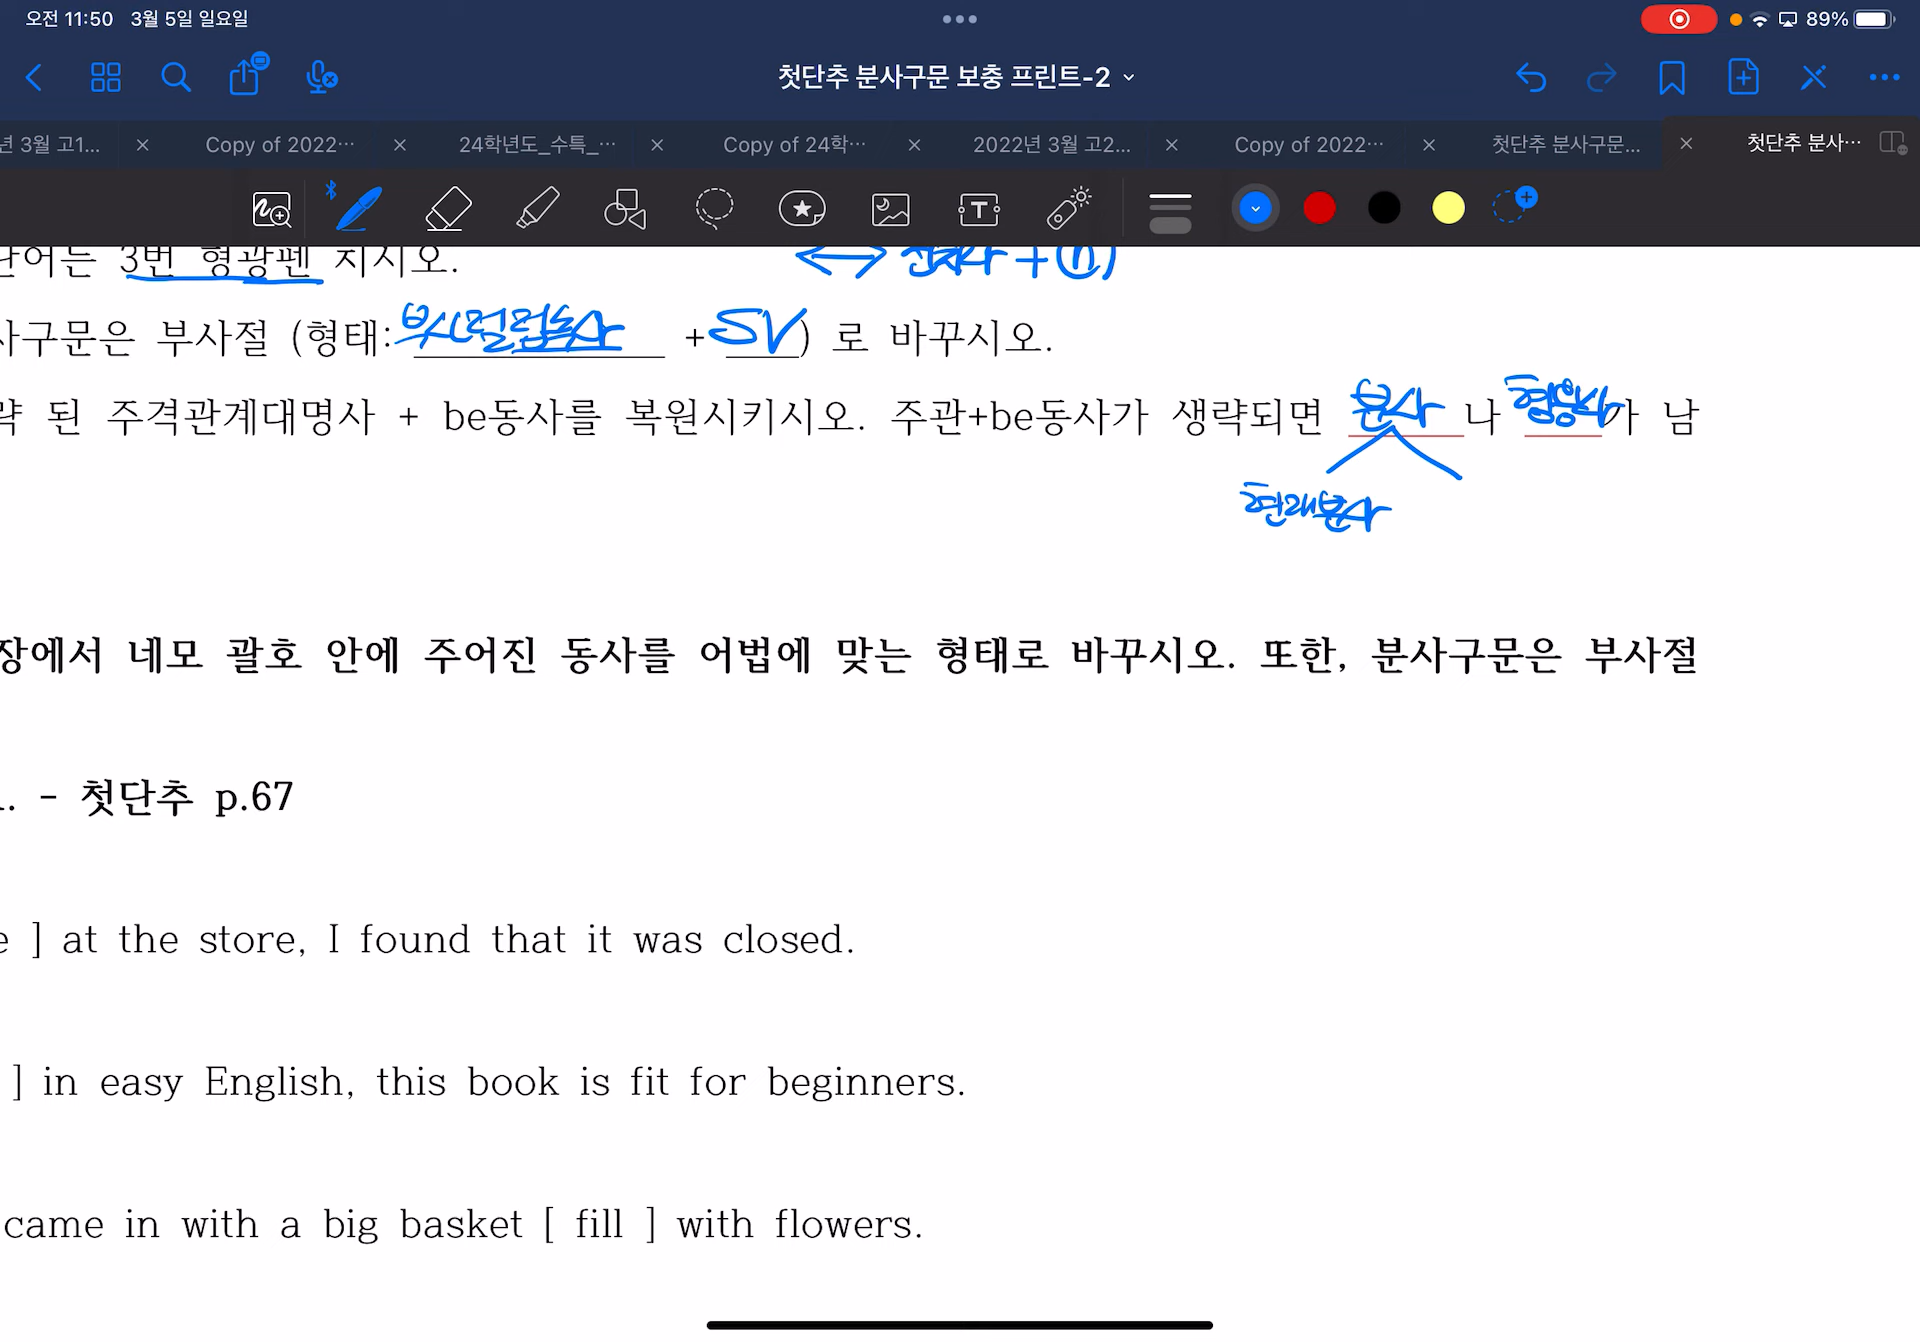 오전 11:50 3월 5일 일요일
89%
첫단추 분사구문 보충 프린트-2
년 3월 고1... Copy of 2022... 24학년도_수특_... Copy of 24학... 2022년 3월 고2... Copy of 2022... 첫단추 분사구문... 첫단추 분사...
단어는 3번 형광펜 치시오. ↔ 전치사 + ⓝ)
사구문은 부사절 (형태: + SV) 로 바꾸시오.
략 된 주격관계대명사 + be동사를 복원시키시오. 주관+be동사가 생략되면 분사 나 형용사가 남
현재분사
장에서 네모 괄호 안에 주어진 동사를 어법에 맞는 형태로 바꾸시오. 또한, 분사구문은 부사절
. - 첫단추 p.67
e ] at the store, I found that it was closed.
] in easy English, this book is fit for beginners.
came in with a big basket [ fill ] with flowers.